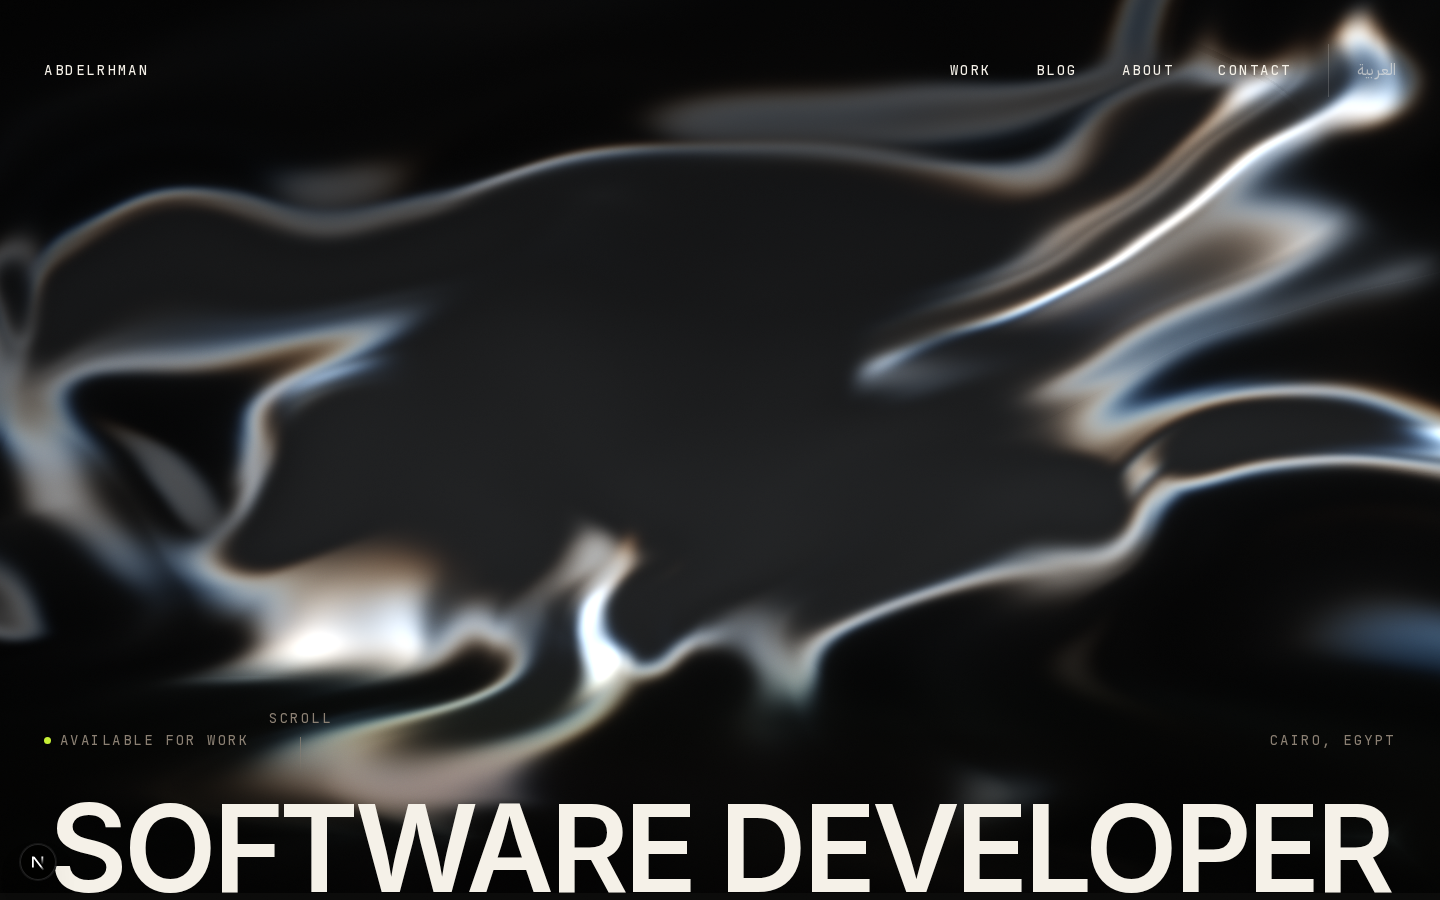 ABDELRHMAN
WORK BLOG ABOUT CONTACT العربية
SCROLL
AVAILABLE FOR WORK
CAIRO, EGYPT
SOFTWARE DEVELOPER
N